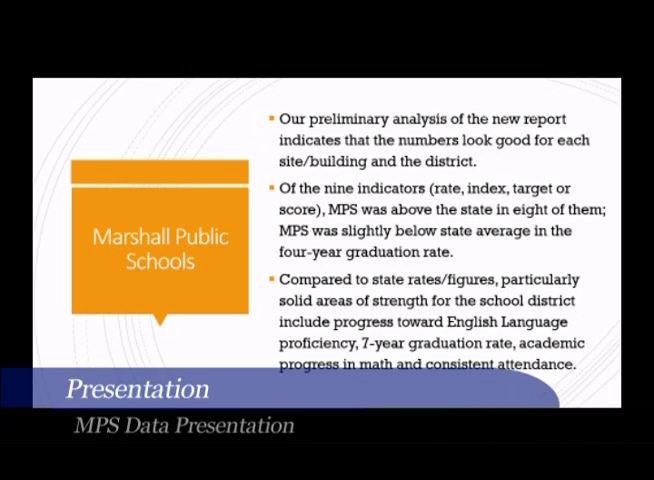 Marshall Public
Schools
Our preliminary analysis of the new report
indicates that the numbers look good for each
site/building and the district.
Of the nine indicators (rate, index, target or
score), MPS was above the state in eight of them;
MPS was slightly below state average in the
four-year graduation rate.
Compared to state rates/figures, particularly
solid areas of strength for the school district
include progress toward English Language
proficiency, 7-year graduation rate, academic
progress in math and consistent attendance.
Presentation
MPS Data Presentation